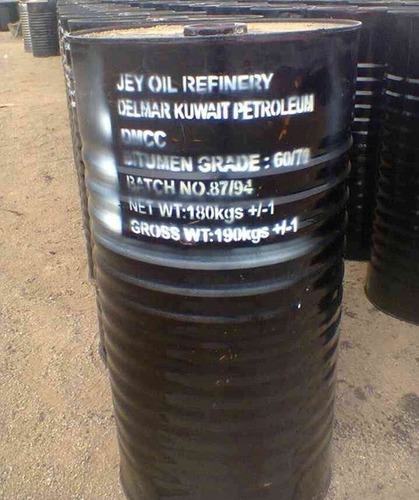 JEY OIL REFINERY
DELMAR KUWAIT PETROLEUM
DMCC
BITUMEN GRADE : 60/70
BATCH NO.87/94
NET WT:180kgs +/-1
GROSS WT:190kgs +/-1